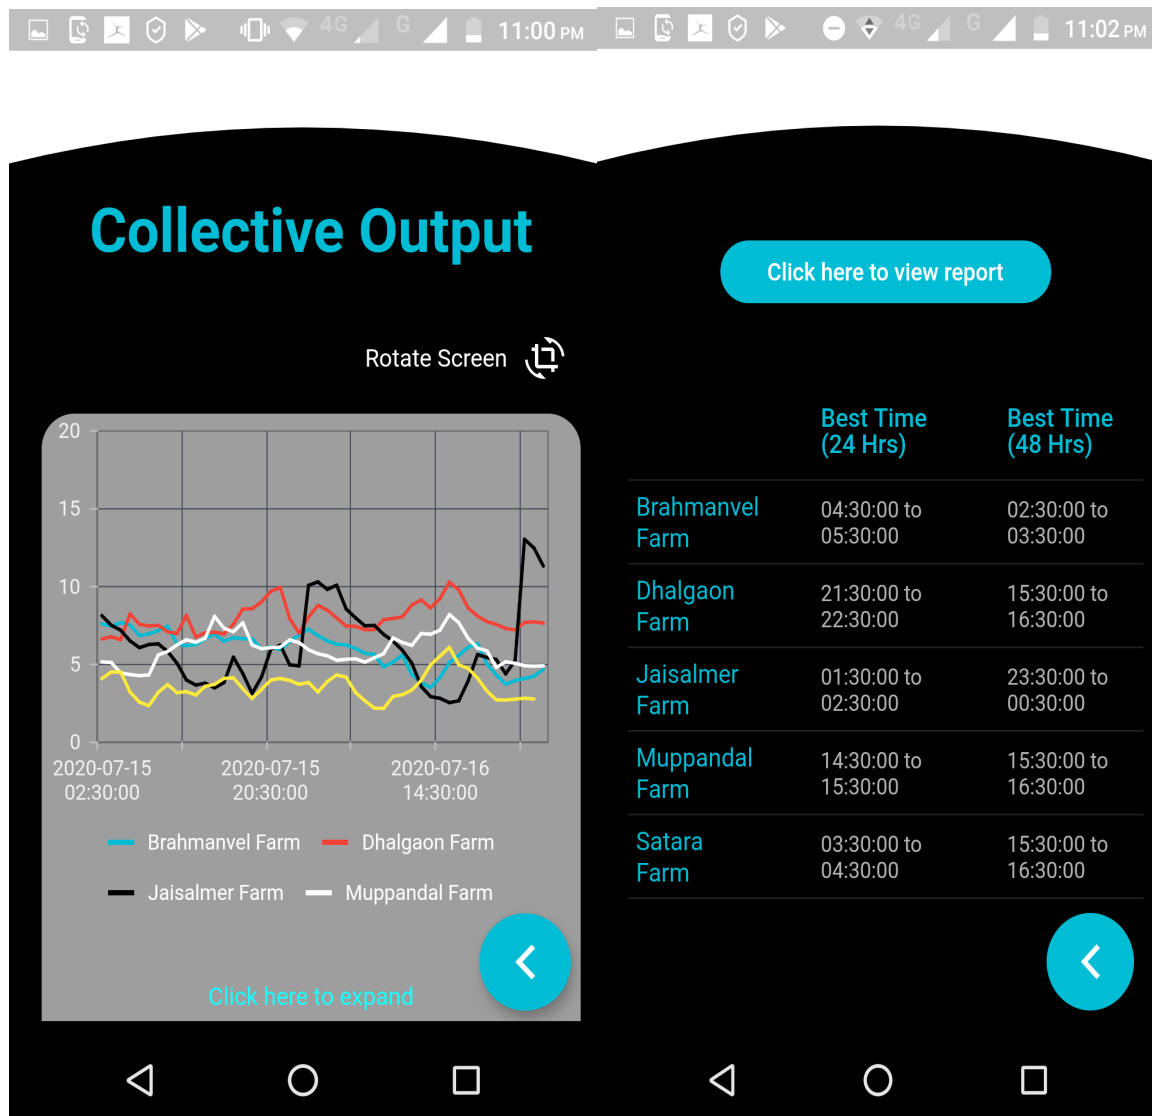 4G
G
11:00 PM
Collective Output
Rotate Screen
20
15
10
5
0
2020-07-15
02:30:00
2020-07-15
20:30:00
2020-07-16
14:30:00
Brahmanvel Farm
Dhalgaon Farm
Jaisalmer Farm
Muppandal Farm
Click here to expand
4G
G
11:02 PM
Click here to view report
Best Time
(24 Hrs)
Best Time
(48 Hrs)
Brahmanvel
Farm
04:30:00 to
05:30:00
02:30:00 to
03:30:00
Dhalgaon
Farm
21:30:00 to
22:30:00
15:30:00 to
16:30:00
Jaisalmer
Farm
01:30:00 to
02:30:00
23:30:00 to
00:30:00
Muppandal
Farm
14:30:00 to
15:30:00
15:30:00 to
16:30:00
Satara
Farm
03:30:00 to
04:30:00
15:30:00 to
16:30:00